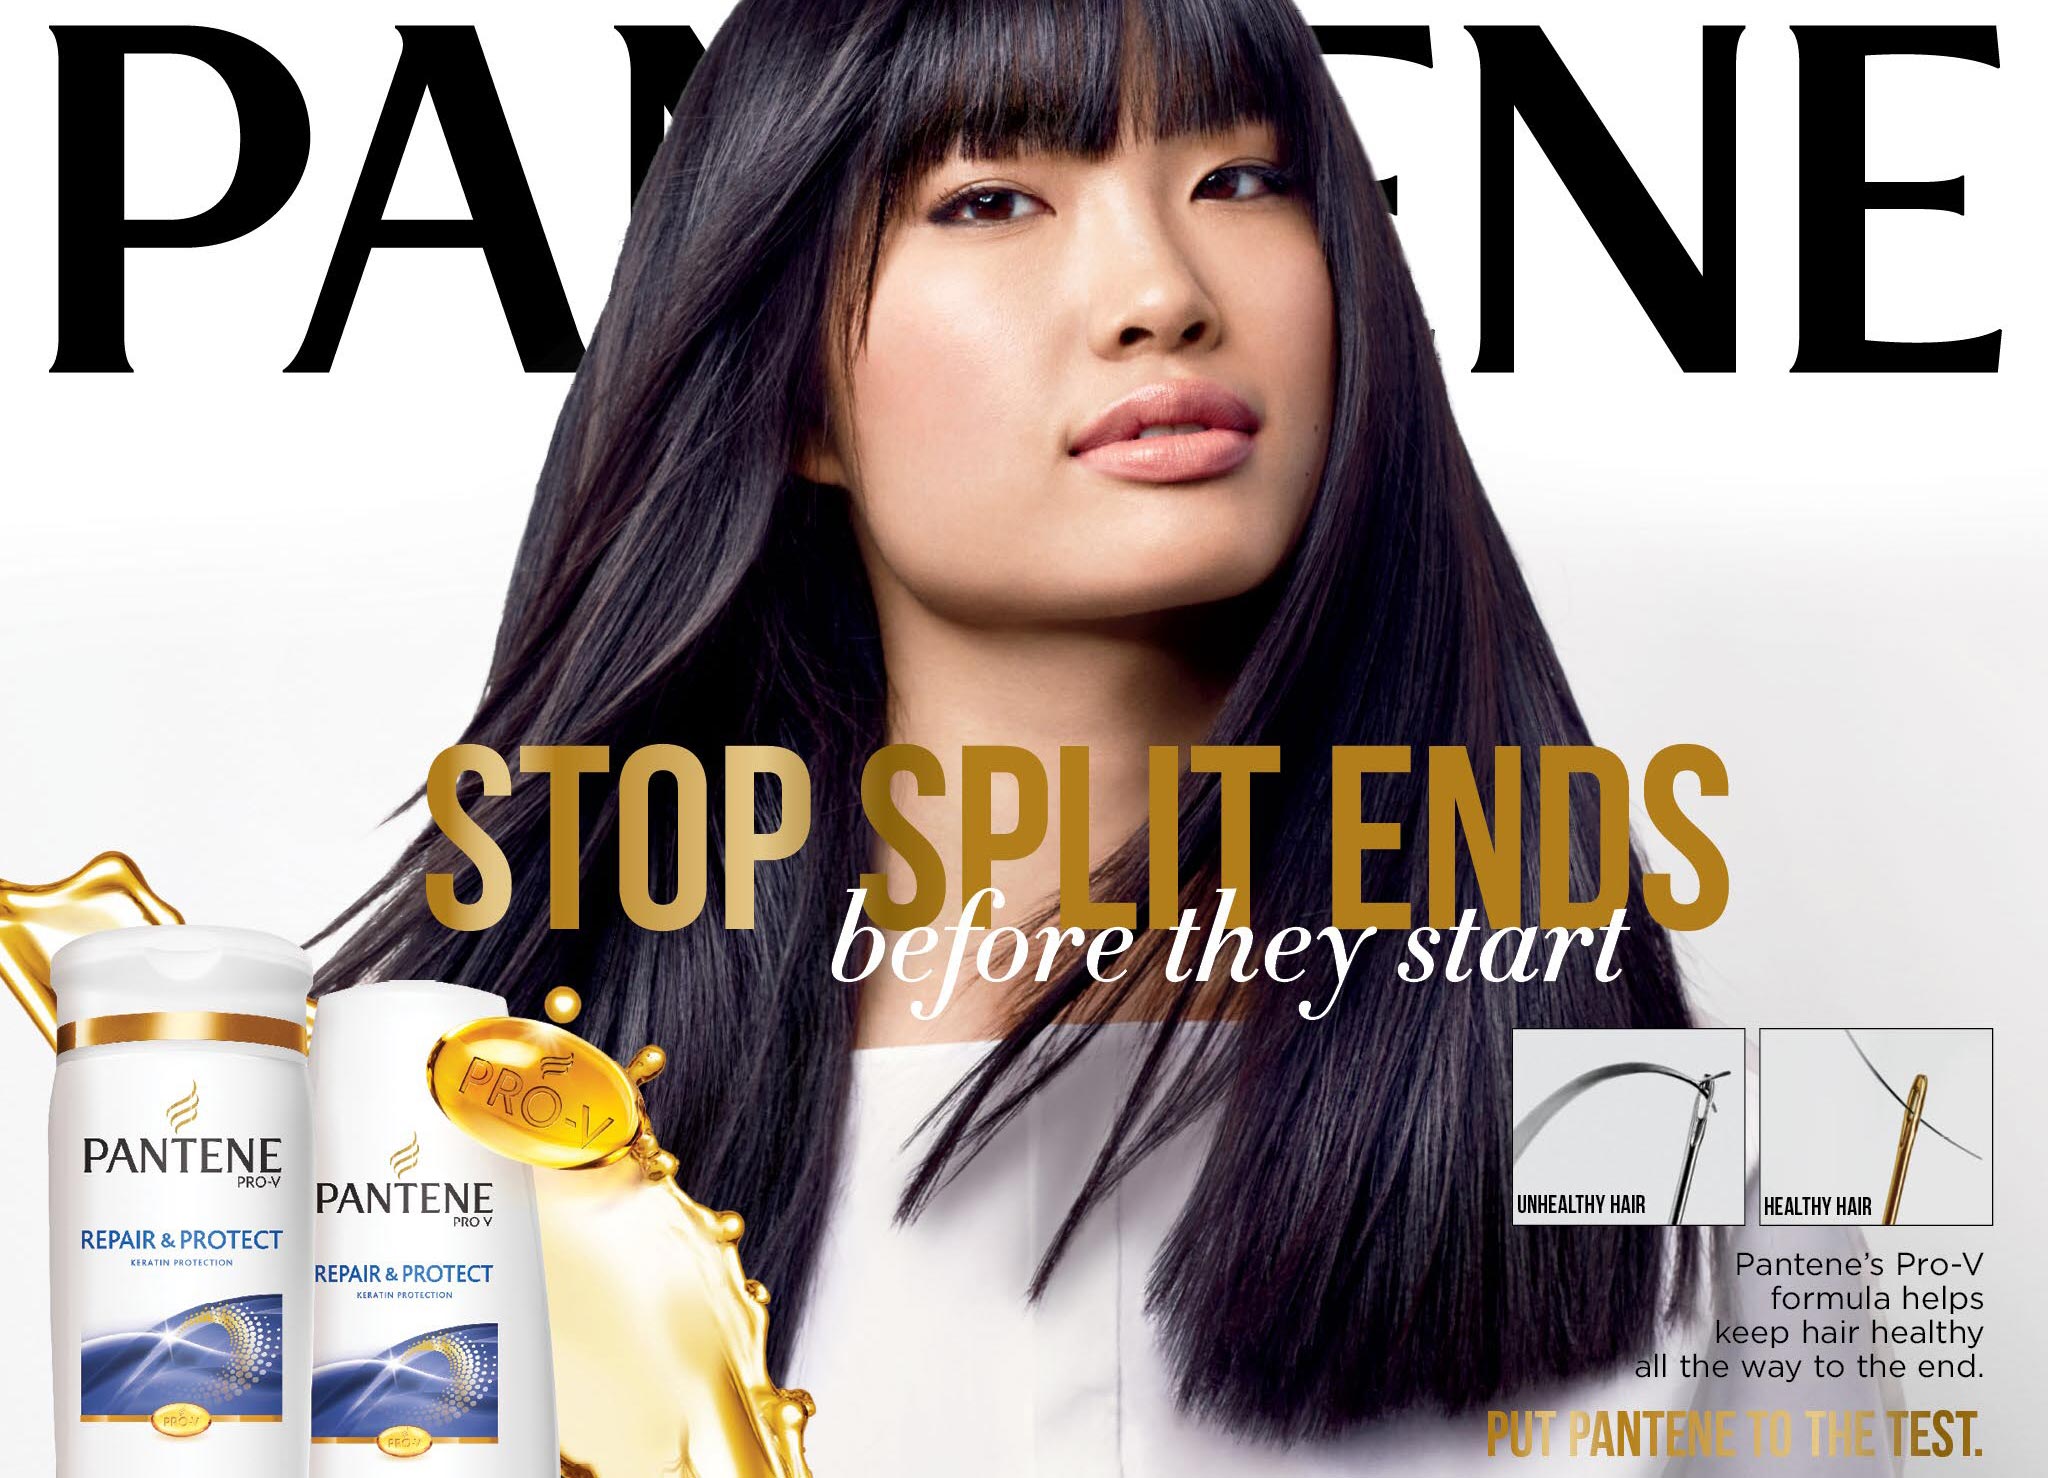 PANTENE
STOP SPLIT ENDS
before they start
PRO-V
PANTENE
PRO-V
REPAIR & PROTECT
KERATIN PROTECTION
PRO-V
PANTENE
PRO V
REPAIR & PROTECT
KERATIN PROTECTION
PRO-V
UNHEALTHY HAIR
HEALTHY HAIR
Pantene's Pro-V
formula helps
keep hair healthy
all the way to the end.
PUT PANTENE TO THE TEST.